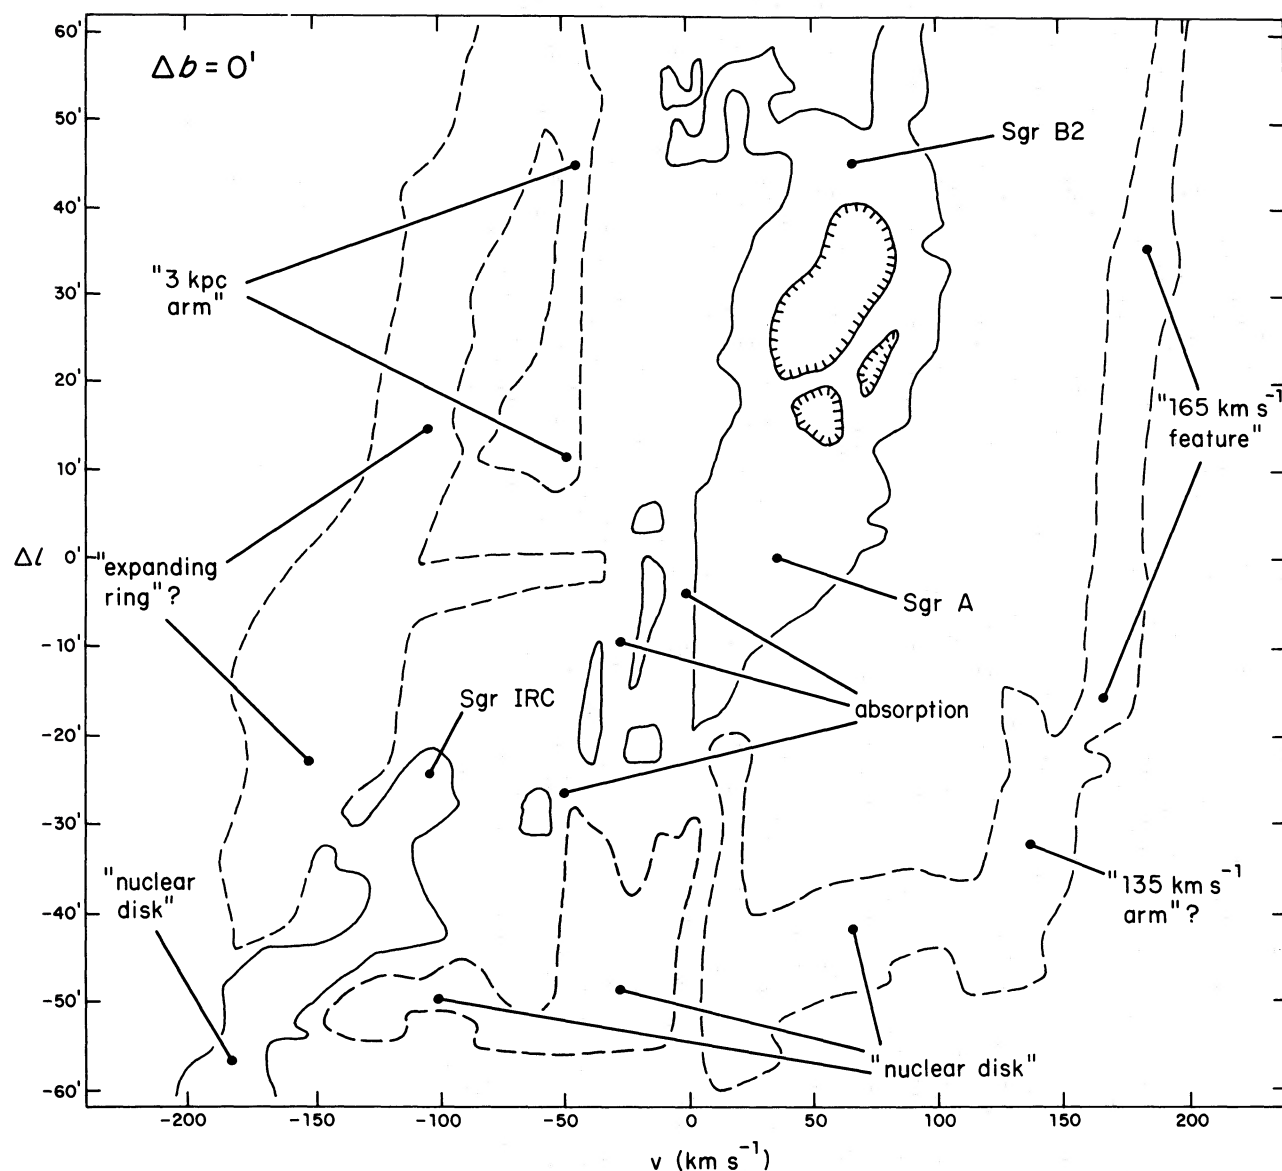 Δb = 0'
60'
50'
40'
30'
20'
10'
Δl 0'
-10'
-20'
-30'
-40'
-50'
-60'
Sgr B2
"3 kpc
arm"
"165 km s⁻¹
feature"
"expanding
ring"?
Sgr A
Sgr IRC
absorption
"nuclear
disk"
"135 km s⁻¹
arm"?
"nuclear disk"
-200 -150 -100 -50 0 50 100 150 200
v (km s⁻¹)